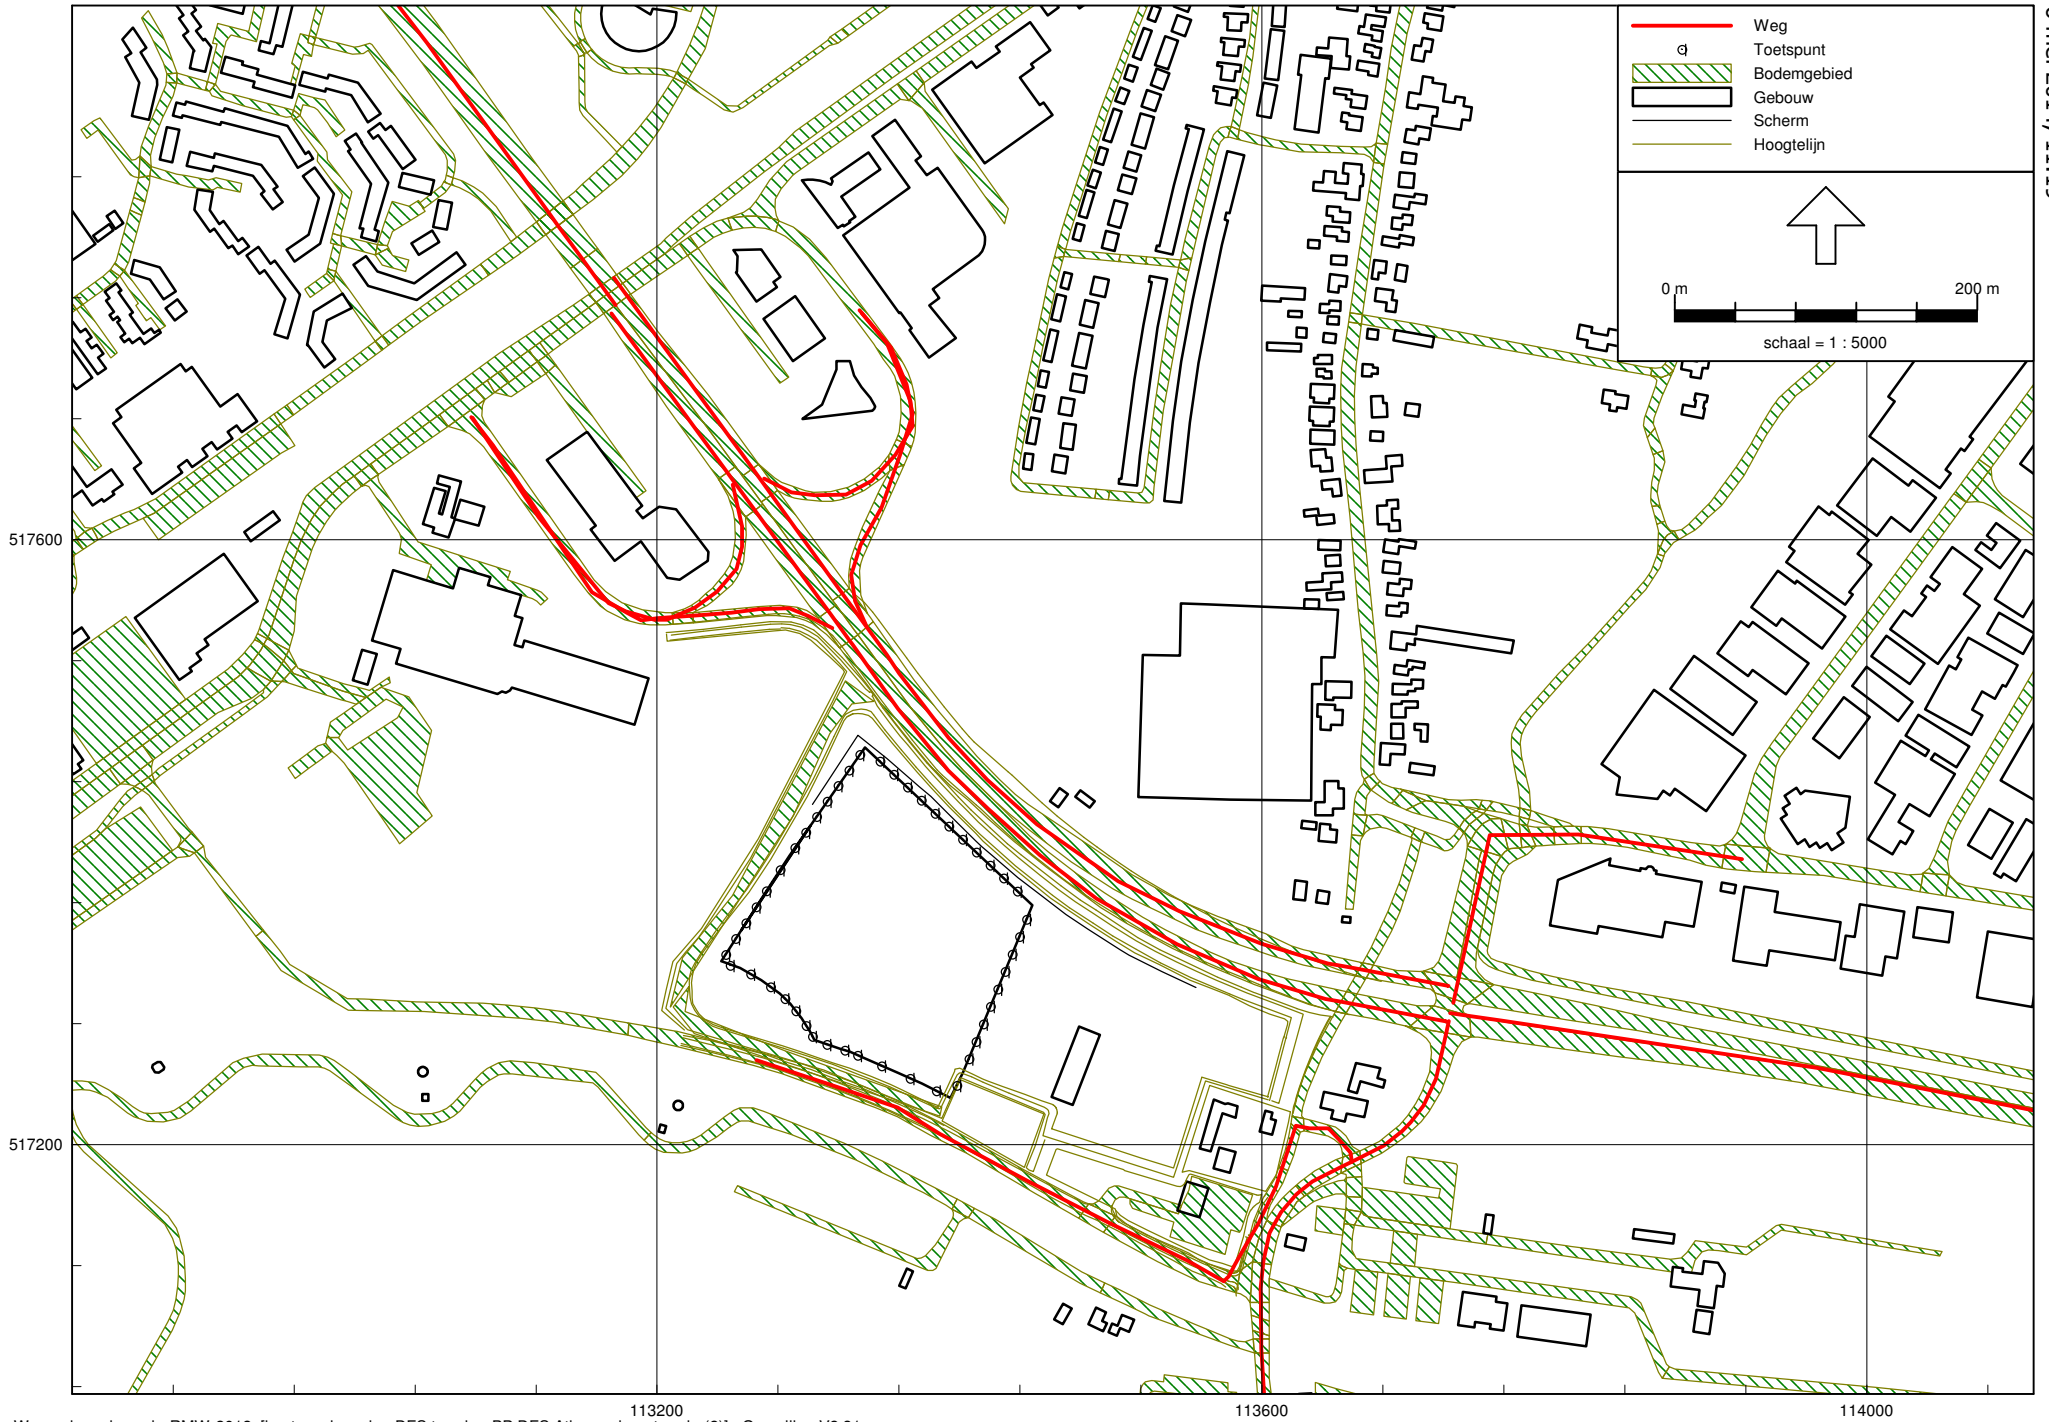 Weg
Toetspunt
Bodemgebied
Gebouw
Scherm
Hoogtelijn
0 m 200 m
schaal = 1 : 5000
517600
517200
113200 113600 114000